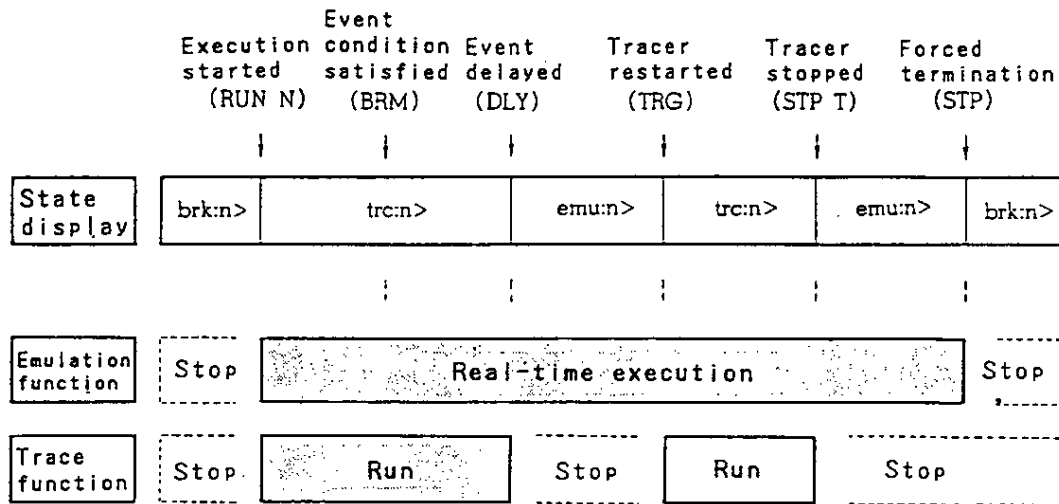 Execution
started
(RUN N)
Event
condition
satisfied
(BRM)
Event
delayed
(DLY)
Tracer
restarted
(TRG)
Tracer
stopped
(STP T)
Forced
termination
(STP)
State
display
brk:n>
trc:n>
emu:n>
trc:n>
emu:n>
brk:n>
Emulation
function
Stop
Real-time execution
Stop
Trace
function
Stop
Run
Stop
Run
Stop